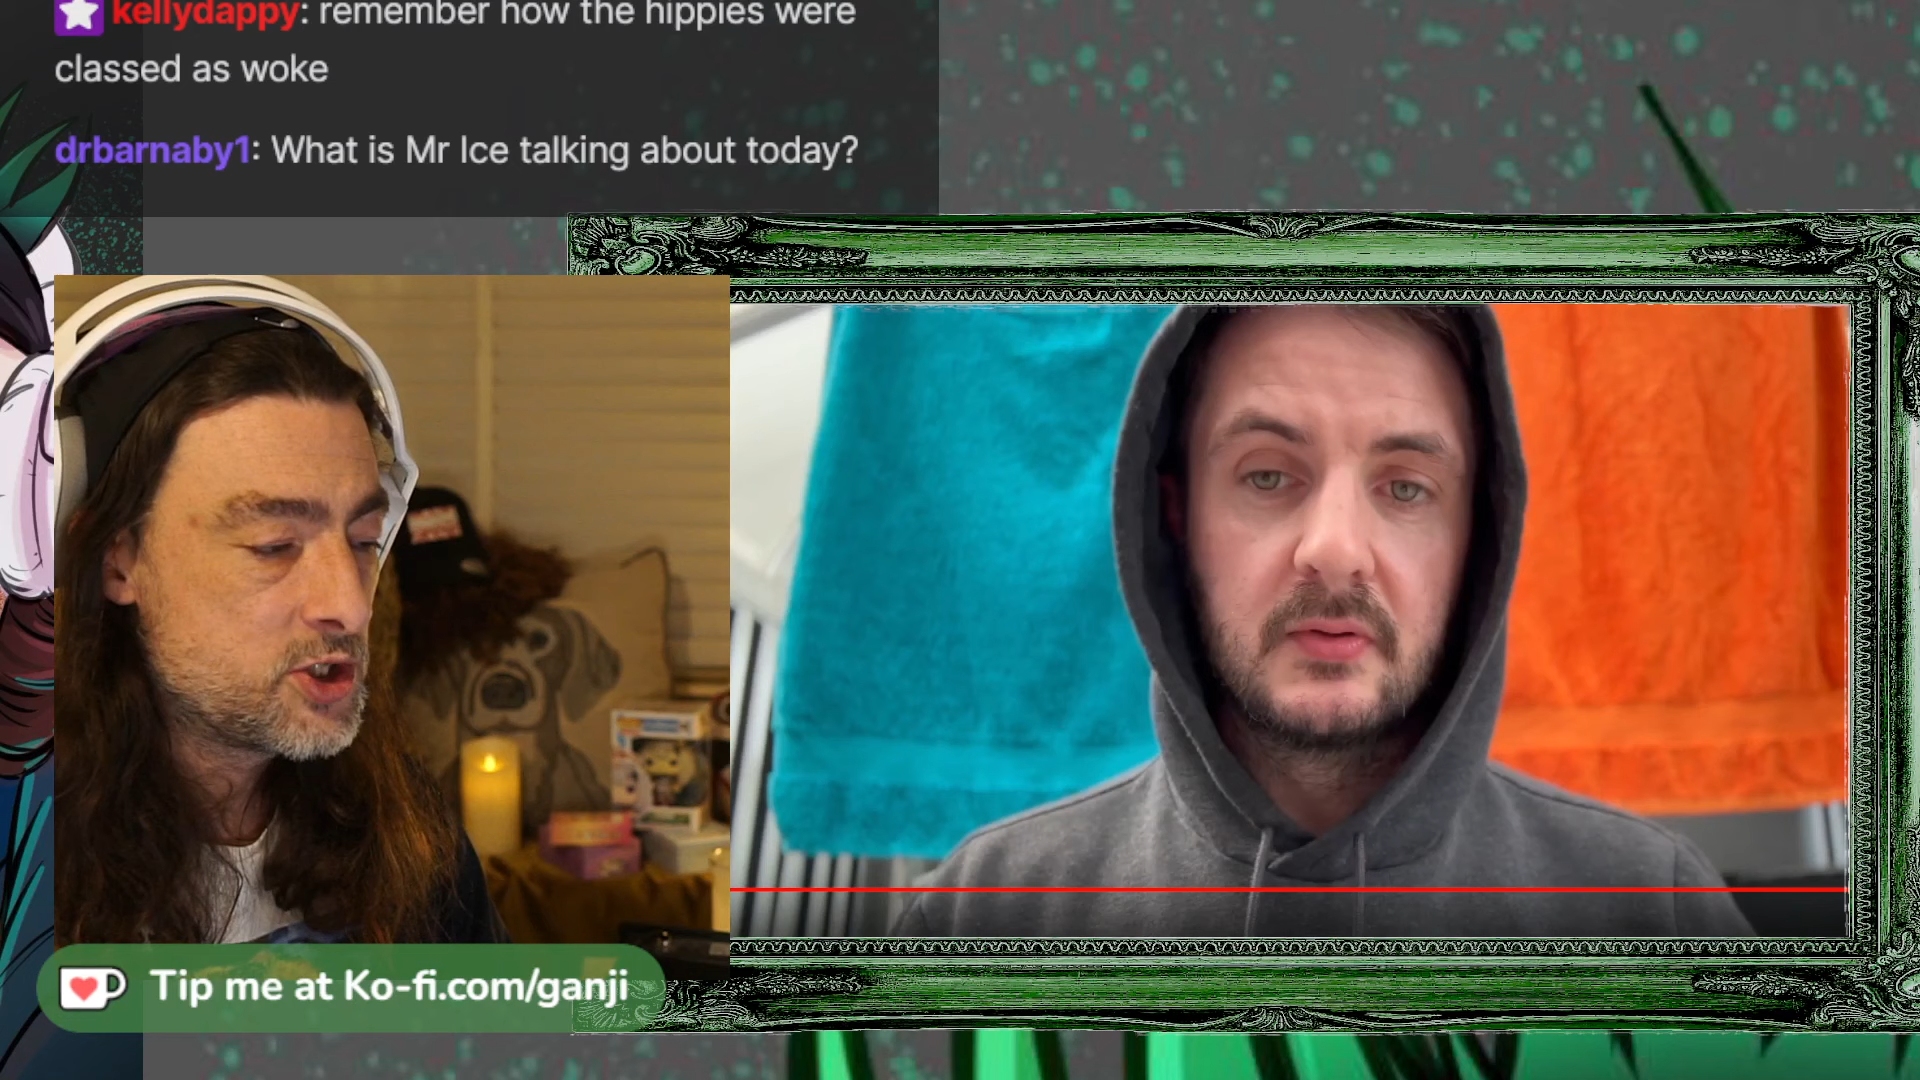 kellydappy: remember how the hippies were
classed as woke
drbarnaby1: What is Mr Ice talking about today?
Tip me at Ko-fi.com/ganji